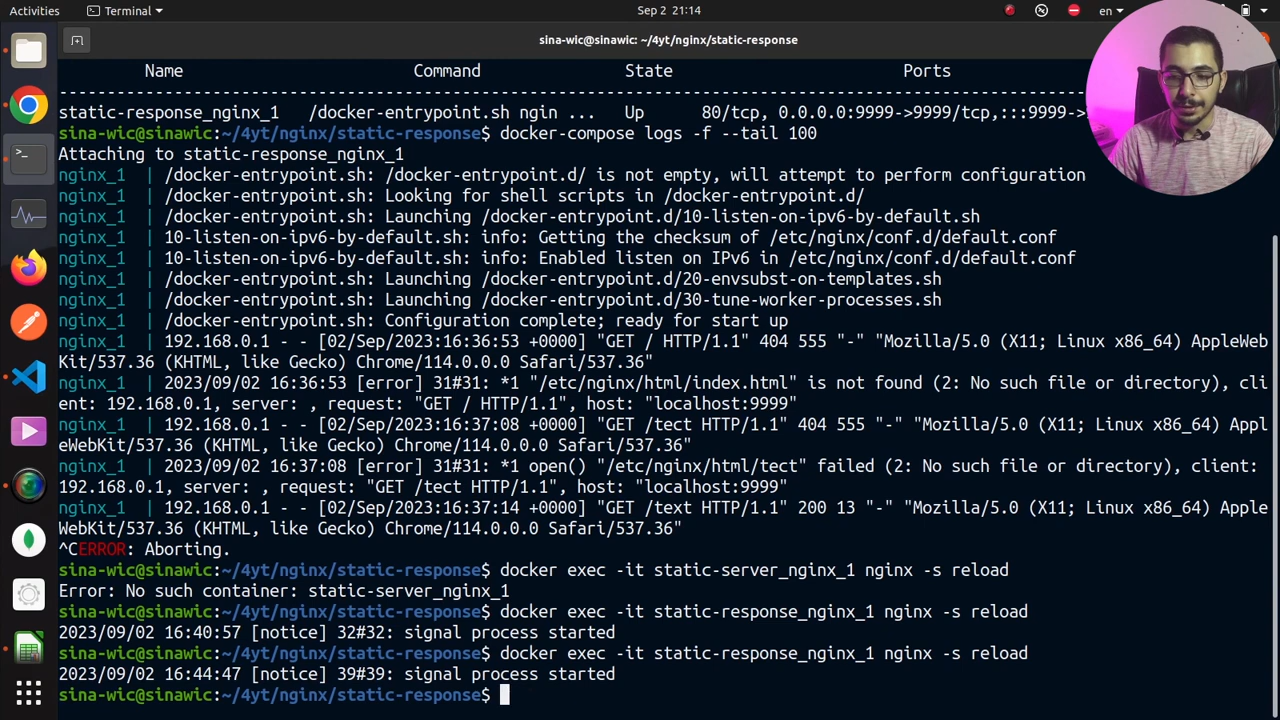 Activities
Terminal
Sep 2 21:14
en
sina-wic@sinawic: ~/4yt/nginx/static-response
Name Command State Ports
--------------------------------------------------------------------------------
static-response_nginx_1 /docker-entrypoint.sh ngin ... Up 80/tcp, 0.0.0.0:9999->9999/tcp,:::9999->
sina-wic@sinawic:~/4yt/nginx/static-response$ docker-compose logs -f --tail 100
Attaching to static-response_nginx_1
nginx_1 | /docker-entrypoint.sh: /docker-entrypoint.d/ is not empty, will attempt to perform configuration
nginx_1 | /docker-entrypoint.sh: Looking for shell scripts in /docker-entrypoint.d/
nginx_1 | /docker-entrypoint.sh: Launching /docker-entrypoint.d/10-listen-on-ipv6-by-default.sh
nginx_1 | 10-listen-on-ipv6-by-default.sh: info: Getting the checksum of /etc/nginx/conf.d/default.conf
nginx_1 | 10-listen-on-ipv6-by-default.sh: info: Enabled listen on IPv6 in /etc/nginx/conf.d/default.conf
nginx_1 | /docker-entrypoint.sh: Launching /docker-entrypoint.d/20-envsubst-on-templates.sh
nginx_1 | /docker-entrypoint.sh: Launching /docker-entrypoint.d/30-tune-worker-processes.sh
nginx_1 | /docker-entrypoint.sh: Configuration complete; ready for start up
nginx_1 | 192.168.0.1 - - [02/Sep/2023:16:36:53 +0000] "GET / HTTP/1.1" 404 555 "-" "Mozilla/5.0 (X11; Linux x86_64) AppleWeb
Kit/537.36 (KHTML, like Gecko) Chrome/114.0.0.0 Safari/537.36"
nginx_1 | 2023/09/02 16:36:53 [error] 31#31: *1 "/etc/nginx/html/index.html" is not found (2: No such file or directory), cli
ent: 192.168.0.1, server: , request: "GET / HTTP/1.1", host: "localhost:9999"
nginx_1 | 192.168.0.1 - - [02/Sep/2023:16:37:08 +0000] "GET /tect HTTP/1.1" 404 555 "-" "Mozilla/5.0 (X11; Linux x86_64) Appl
eWebKit/537.36 (KHTML, like Gecko) Chrome/114.0.0.0 Safari/537.36"
nginx_1 | 2023/09/02 16:37:08 [error] 31#31: *1 open() "/etc/nginx/html/tect" failed (2: No such file or directory), client:
192.168.0.1, server: , request: "GET /tect HTTP/1.1", host: "localhost:9999"
nginx_1 | 192.168.0.1 - - [02/Sep/2023:16:37:14 +0000] "GET /text HTTP/1.1" 200 13 "-" "Mozilla/5.0 (X11; Linux x86_64) Apple
WebKit/537.36 (KHTML, like Gecko) Chrome/114.0.0.0 Safari/537.36"
^CERROR: Aborting.
sina-wic@sinawic:~/4yt/nginx/static-response$ docker exec -it static-server_nginx_1 nginx -s reload
Error: No such container: static-server_nginx_1
sina-wic@sinawic:~/4yt/nginx/static-response$ docker exec -it static-response_nginx_1 nginx -s reload
2023/09/02 16:40:57 [notice] 32#32: signal process started
sina-wic@sinawic:~/4yt/nginx/static-response$ docker exec -it static-response_nginx_1 nginx -s reload
2023/09/02 16:44:47 [notice] 39#39: signal process started
sina-wic@sinawic:~/4yt/nginx/static-response$